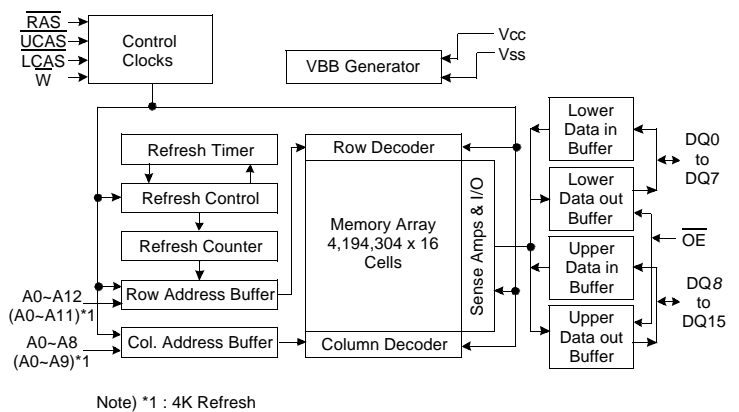 RAS
UCAS
LCAS
W
Control
Clocks
VBB Generator
Vcc
Vss
Refresh Timer
Refresh Control
Refresh Counter
Row Address Buffer
Col. Address Buffer
A0~A12
(A0~A11)*1
A0~A8
(A0~A9)*1
Row Decoder
Memory Array
4,194,304 x 16
Cells
Column Decoder
Sense Amps & I/O
Lower
Data in
Buffer
Lower
Data out
Buffer
Upper
Data in
Buffer
Upper
Data out
Buffer
DQ0
to
DQ7
OE
DQ8
to
DQ15
Note) *1 : 4K Refresh